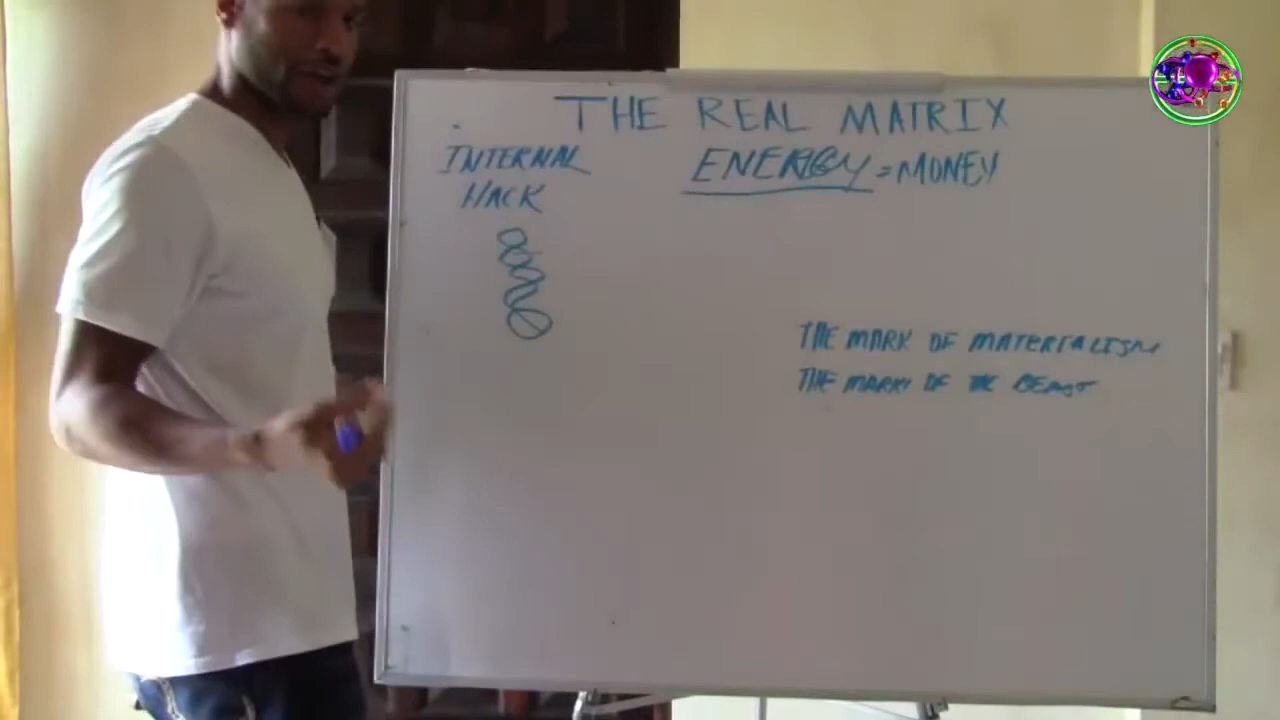 THE REAL MATRIX
INTERNAL
HACK
ENERGY = MONEY
THE MARK OF MATERIALISM
THE MARK OF THE BEAST